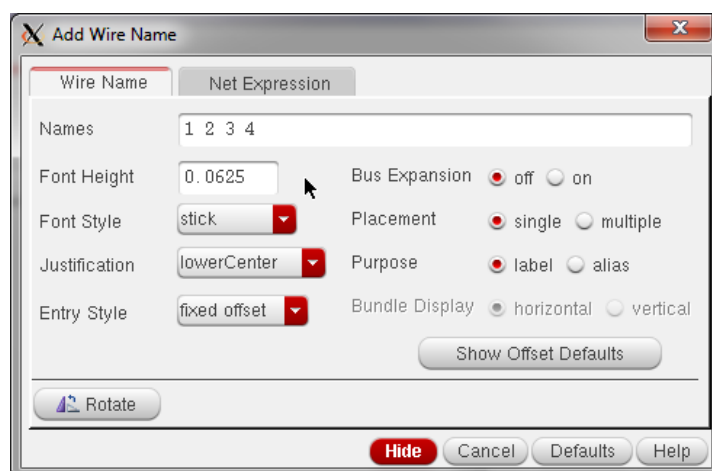 Add Wire Name
Wire Name Net Expression
Names 1 2 3 4
Font Height 0.0625 Bus Expansion off on
Font Style stick Placement single multiple
Justification lowerCenter Purpose label alias
Entry Style fixed offset Bundle Display horizontal vertical
Show Offset Defaults
Rotate
Hide Cancel Defaults Help